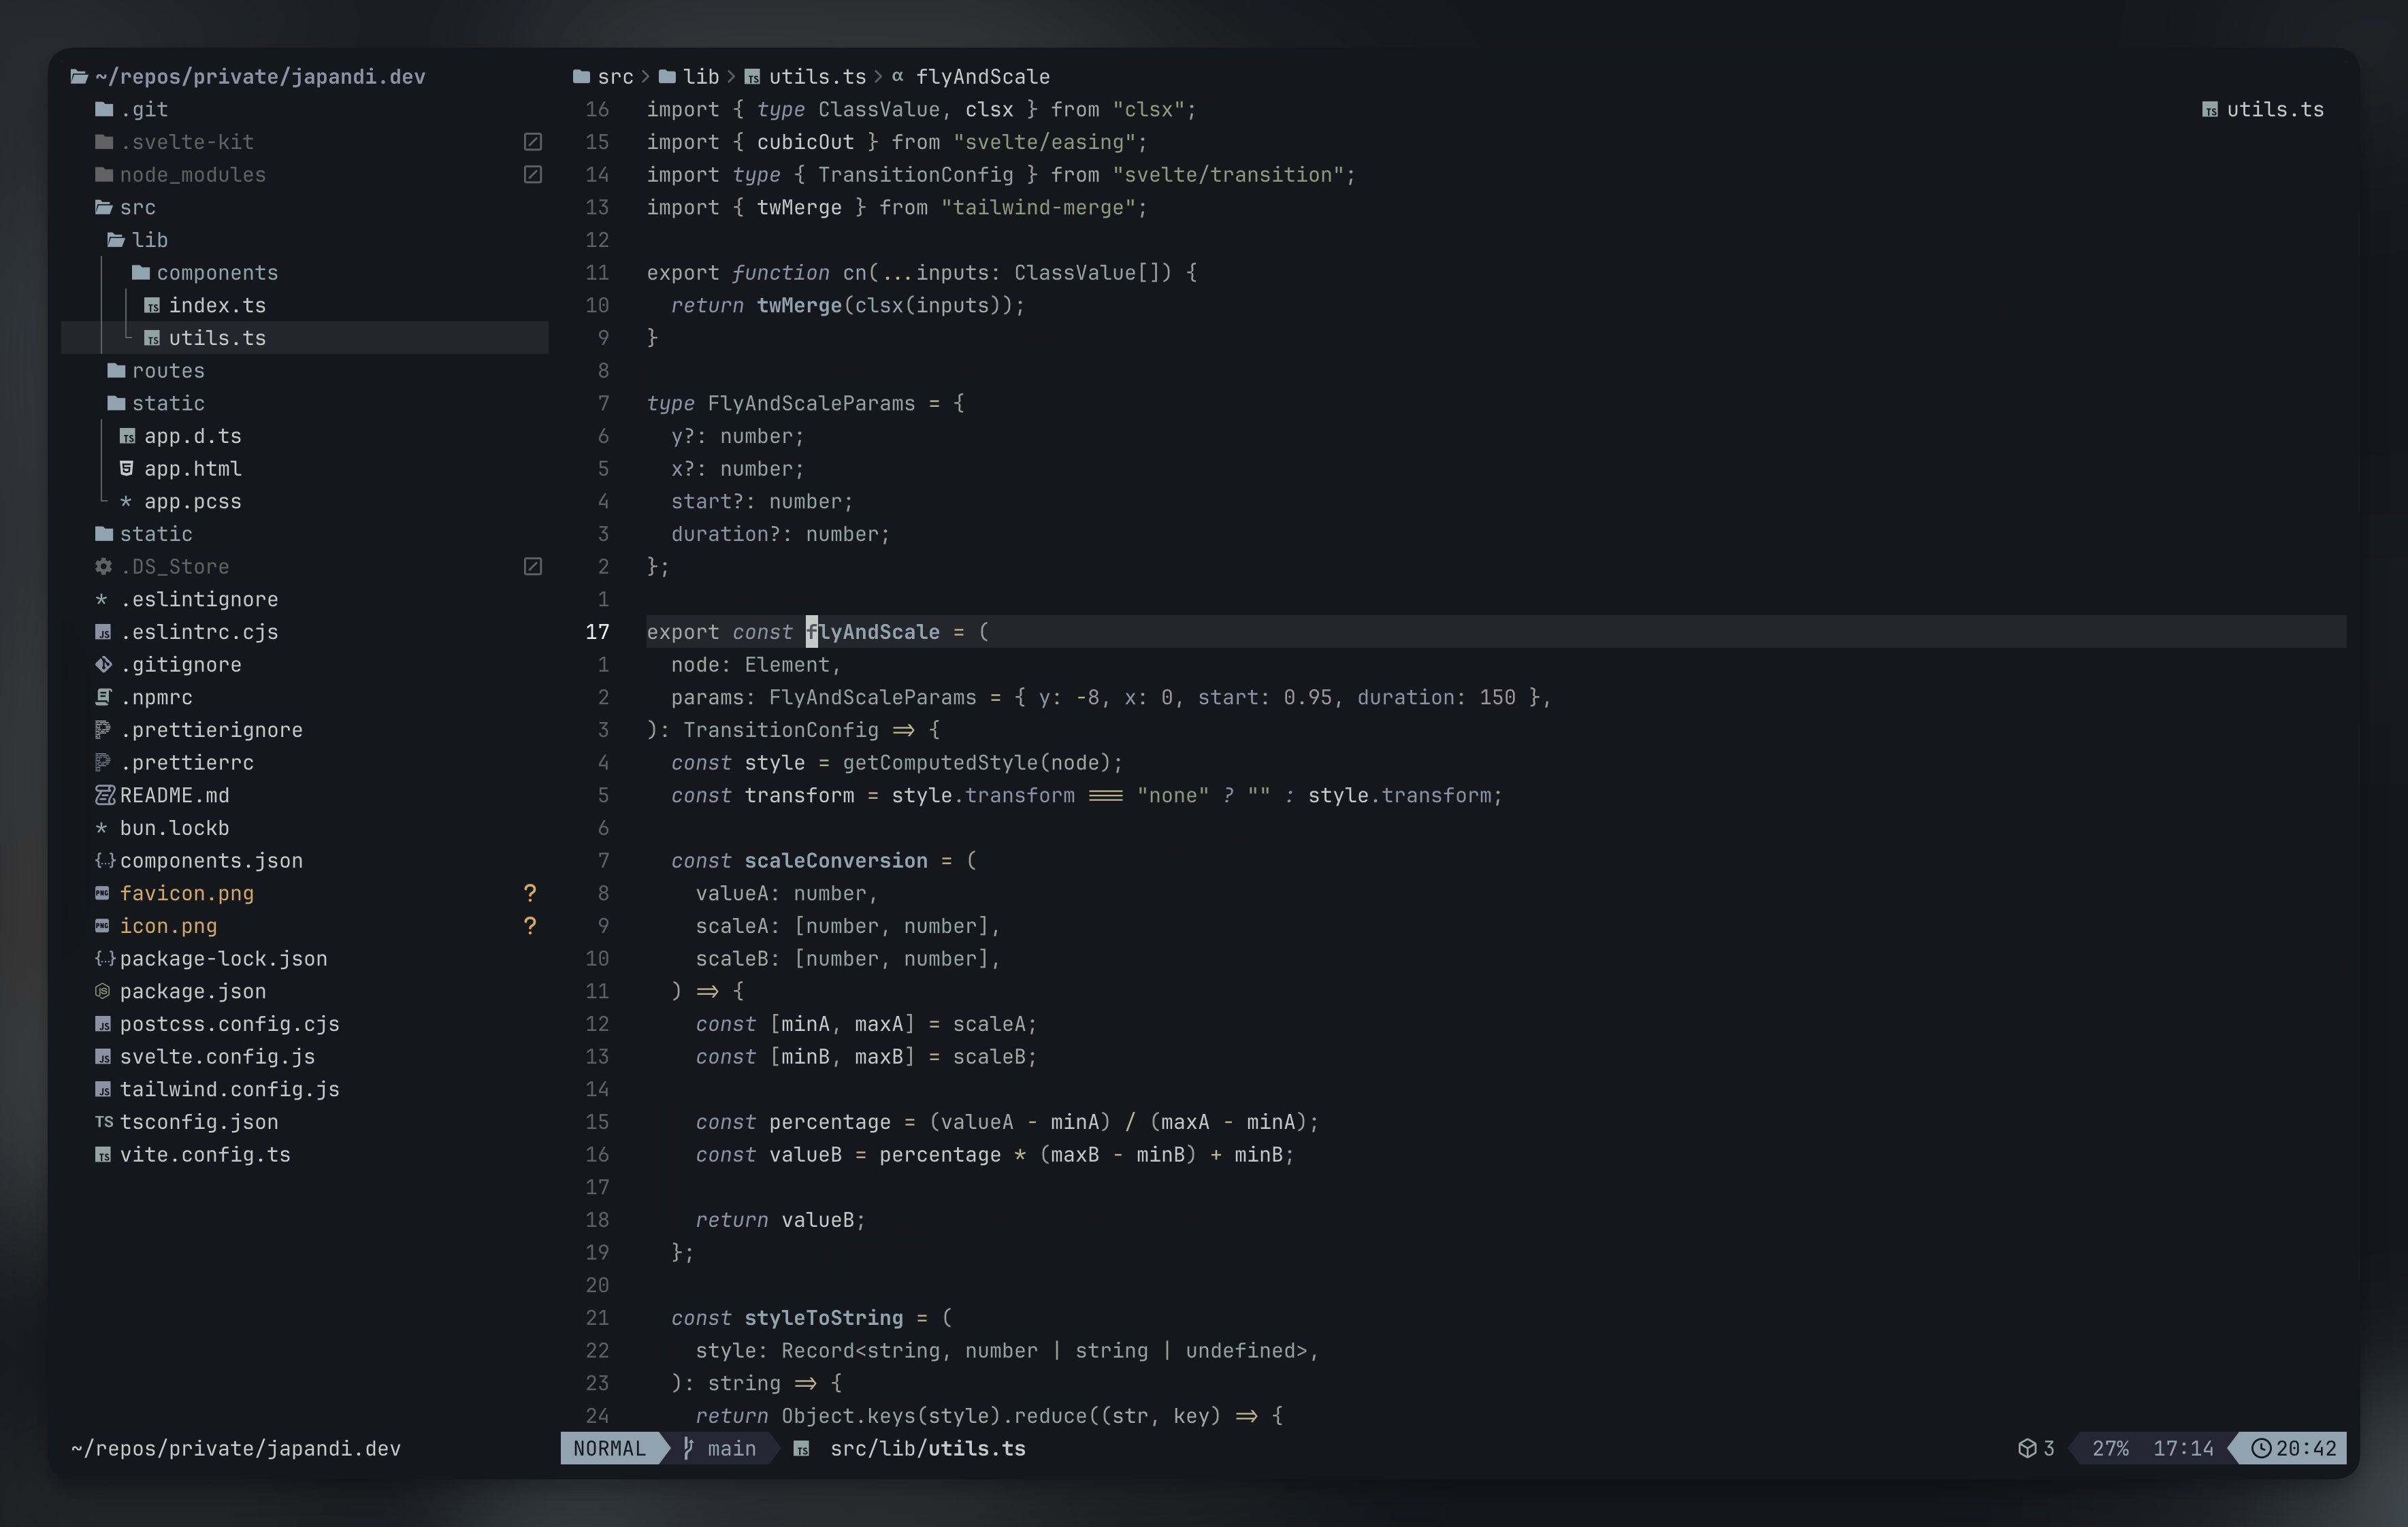 ~/repos/private/japandi.dev
.git
.svelte-kit
node_modules
src
lib
components
index.ts
utils.ts
routes
static
app.d.ts
app.html
app.pcss
static
.DS_Store
.eslintignore
.eslintrc.cjs
.gitignore
.npmrc
.prettierignore
.prettierrc
README.md
bun.lockb
components.json
favicon.png ?
icon.png ?
package-lock.json
package.json
postcss.config.cjs
svelte.config.js
tailwind.config.js
tsconfig.json
vite.config.ts
~/repos/private/japandi.dev
src > lib > utils.ts > α flyAndScale
utils.ts
16 import { type ClassValue, clsx } from "clsx";
15 import { cubicOut } from "svelte/easing";
14 import type { TransitionConfig } from "svelte/transition";
13 import { twMerge } from "tailwind-merge";
12
11 export function cn(...inputs: ClassValue[]) {
10   return twMerge(clsx(inputs));
9 }
8
7 type FlyAndScaleParams = {
6   y?: number;
5   x?: number;
4   start?: number;
3   duration?: number;
2 };
1
17 export const flyAndScale = (
1   node: Element,
2   params: FlyAndScaleParams = { y: -8, x: 0, start: 0.95, duration: 150 },
3 ): TransitionConfig => {
4   const style = getComputedStyle(node);
5   const transform = style.transform === "none" ? "" : style.transform;
6
7   const scaleConversion = (
8     valueA: number,
9     scaleA: [number, number],
10     scaleB: [number, number],
11   ) => {
12     const [minA, maxA] = scaleA;
13     const [minB, maxB] = scaleB;
14
15     const percentage = (valueA - minA) / (maxA - minA);
16     const valueB = percentage * (maxB - minB) + minB;
17
18     return valueB;
19   };
20
21   const styleToString = (
22     style: Record<string, number | string | undefined>,
23   ): string => {
24     return Object.keys(style).reduce((str, key) => {
NORMAL main src/lib/utils.ts 3 27% 17:14 20:42